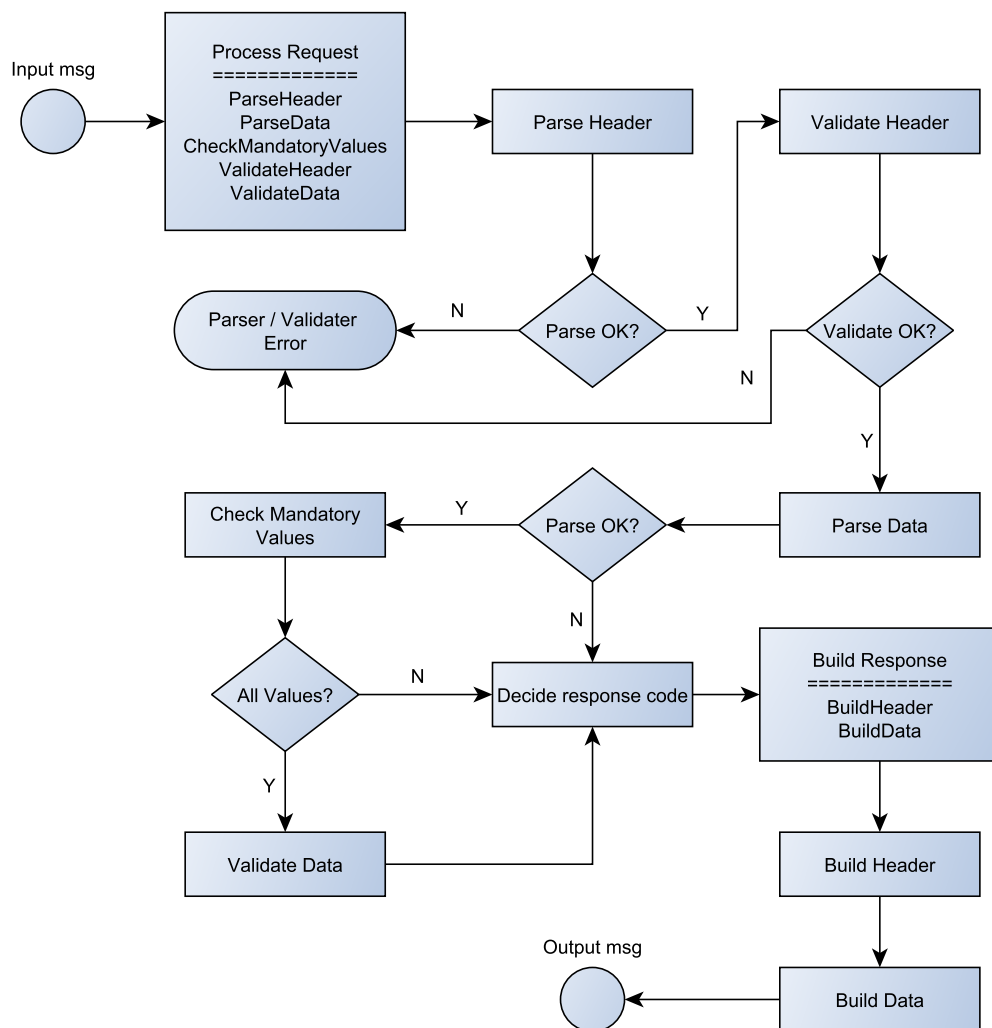 Input msg
Process Request
=============
ParseHeader
ParseData
CheckMandatoryValues
ValidateHeader
ValidateData
Parse Header
Validate Header
Parser / Validater
Error
N
Parse OK?
Y
Validate OK?
N
Y
Check Mandatory
Values
Y
Parse OK?
Parse Data
N
All Values?
N
Decide response code
Build Response
=============
BuildHeader
BuildData
Y
Validate Data
Build Header
Output msg
Build Data